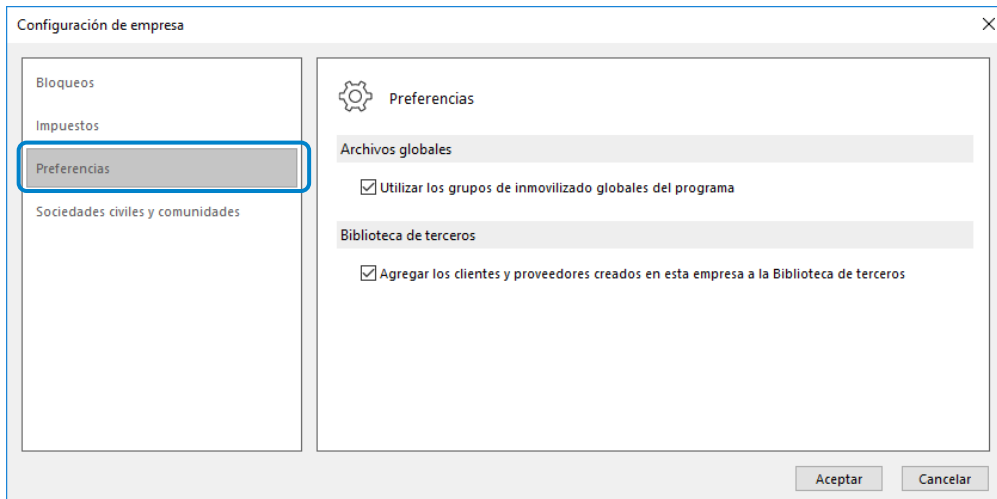 Configuración de empresa
Bloqueos
Impuestos
Preferencias
Sociedades civiles y comunidades
Preferencias
Archivos globales
Utilizar los grupos de inmovilizado globales del programa
Biblioteca de terceros
Agregar los clientes y proveedores creados en esta empresa a la Biblioteca de terceros
Aceptar
Cancelar